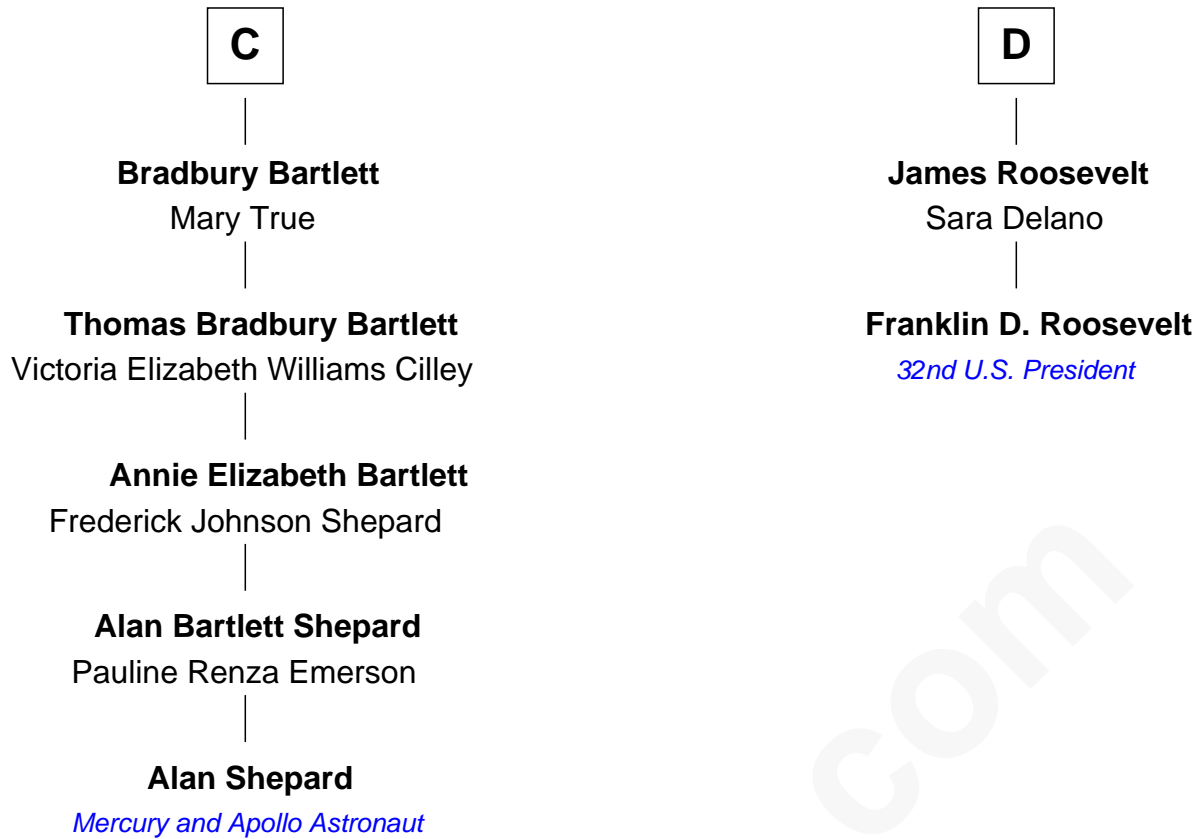 C
Bradbury Bartlett
Mary True
Thomas Bradbury Bartlett
Victoria Elizabeth Williams Cilley
Annie Elizabeth Bartlett
Frederick Johnson Shepard
Alan Bartlett Shepard
Pauline Renza Emerson
Alan Shepard
Mercury and Apollo Astronaut
D
James Roosevelt
Sara Delano
Franklin D. Roosevelt
32nd U.S. President
com